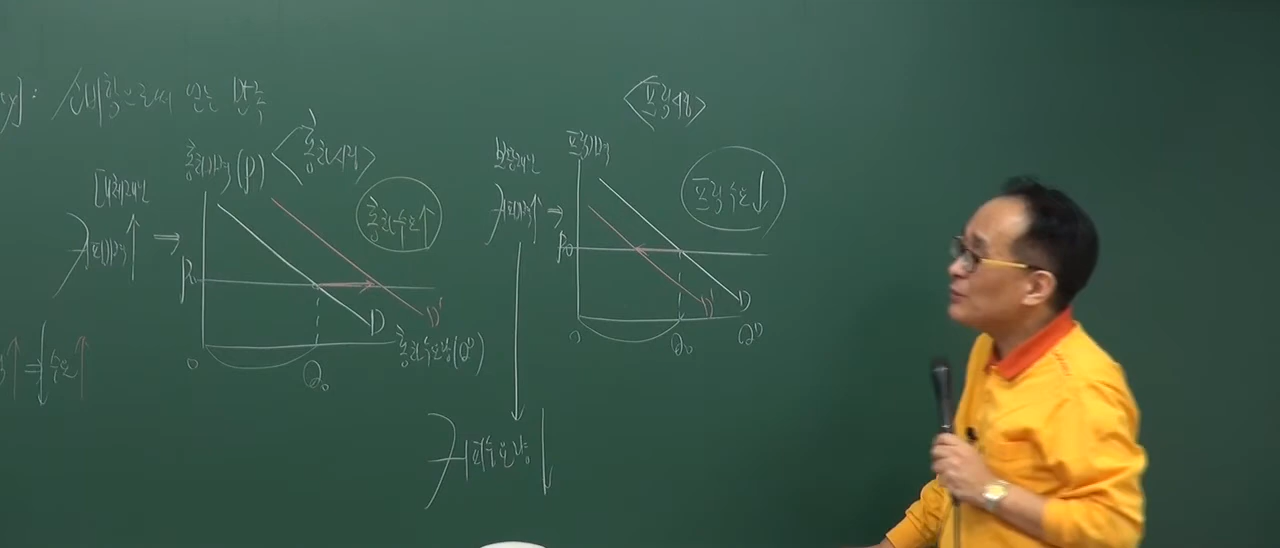 y]: 소비함으로써 얻는 만족
대체재인
커피가격↑ ⇒
홍차가격(P)
<홍차시장>
홍차수요↑
P₀
D
D'
0
Q₀
홍차수요량(Qᴰ)
↑ ⇒ 수요↑
보완재인
커피가격↑ ⇒
커피수요량↓
<프림시장>
프림가격
프림수요↓
P₀
D'
D
0
Q₀
Qᴰ